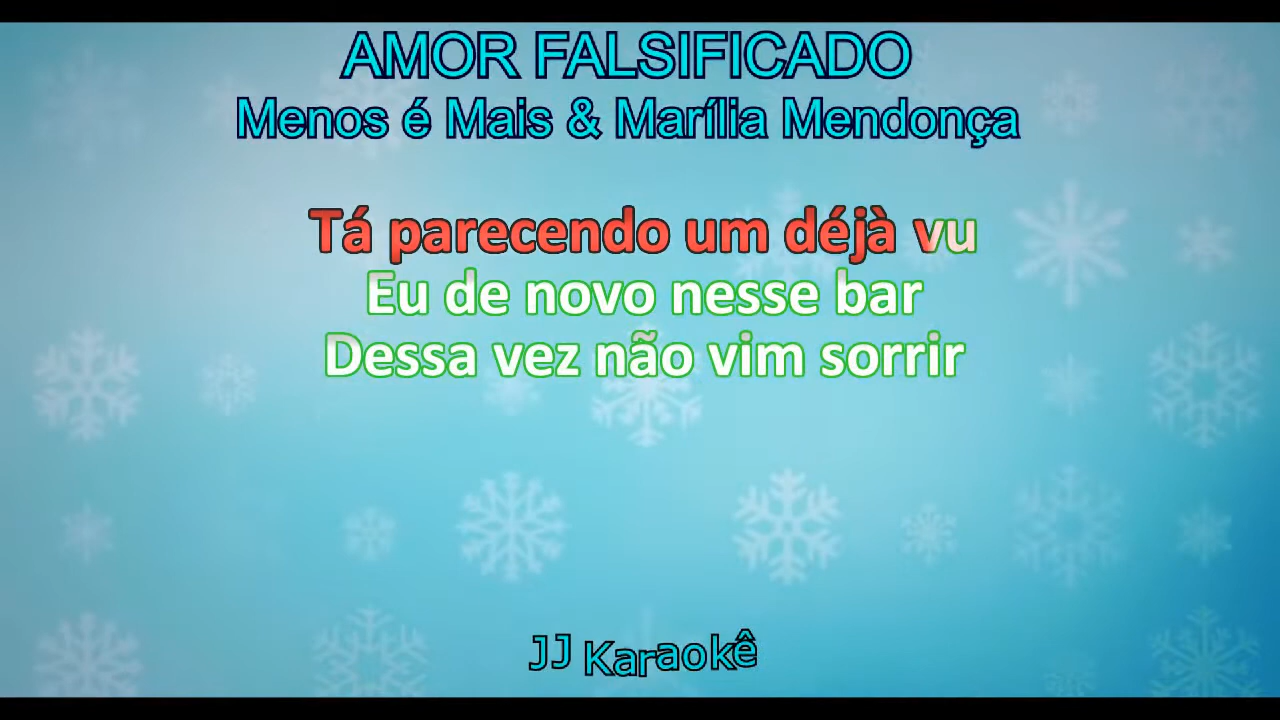 AMOR FALSIFICADO
Menos é Mais & Marília Mendonça
Tá parecendo um déjà vu
Eu de novo nesse bar
Dessa vez não vim sorrir
JJ Karaokê